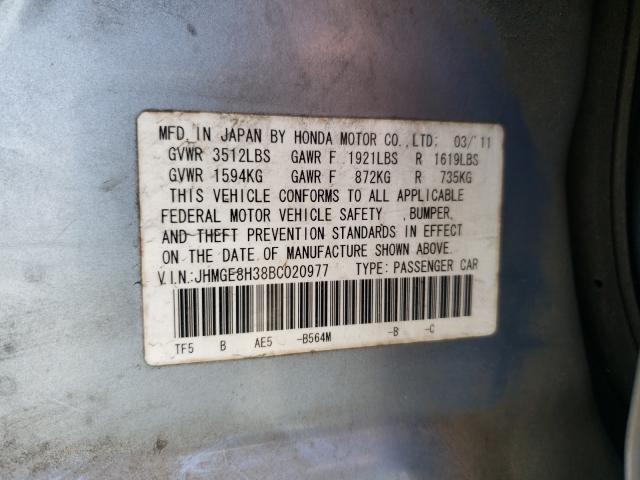 MFD. IN JAPAN BY HONDA MOTOR CO.,LTD: 03/'11
GVWR 3512LBS GAWR F 1921LBS R 1619LBS
GVWR 1594KG GAWR F 872KG R 735KG
THIS VEHICLE CONFORMS TO ALL APPLICABLE
FEDERAL MOTOR VEHICLE SAFETY ,BUMPER,
AND THEFT PREVENTION STANDARDS IN EFFECT
ON THE DATE OF MANUFACTURE SHOWN ABOVE.
V.I.N.:JHMGE8H38BC020977 TYPE: PASSENGER CAR
TF5 B AE5 -B564M -B -C